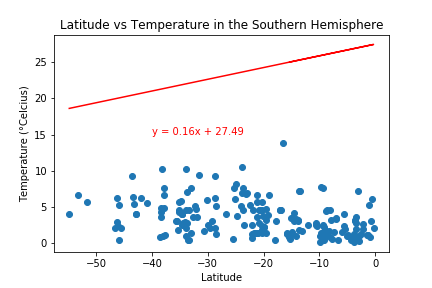 Latitude vs Temperature in the Southern Hemisphere
Temperature (°Celcius)
25
20
15
10
5
0
y = 0.16x + 27.49
−50 −40 −30 −20 −10 0
Latitude